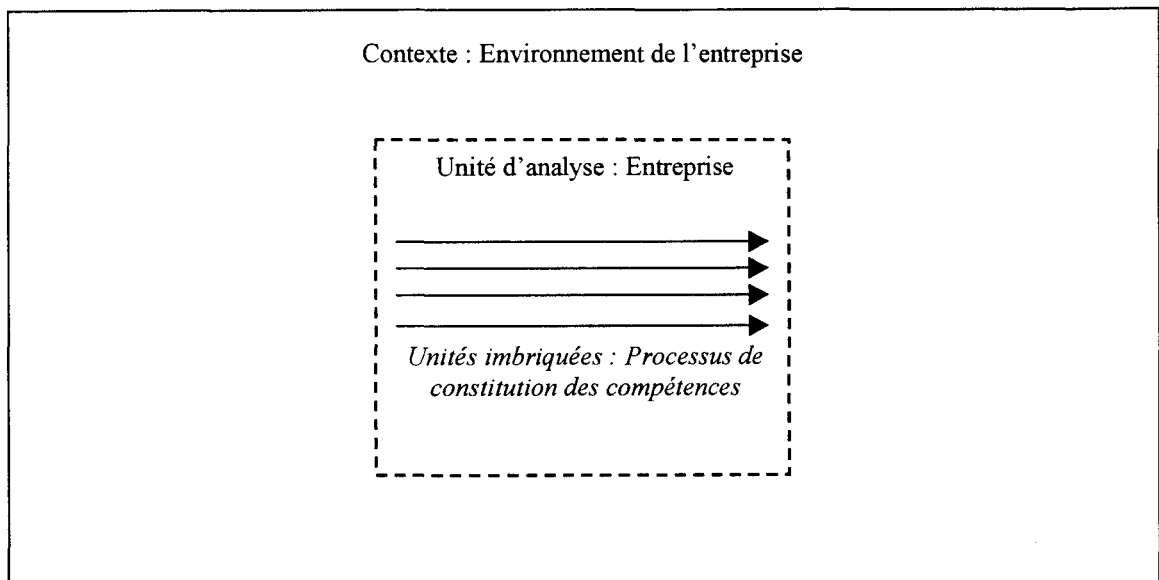 Contexte : Environnement de l’entreprise
Unité d’analyse : Entreprise
Unités imbriquées : Processus de
constitution des compétences